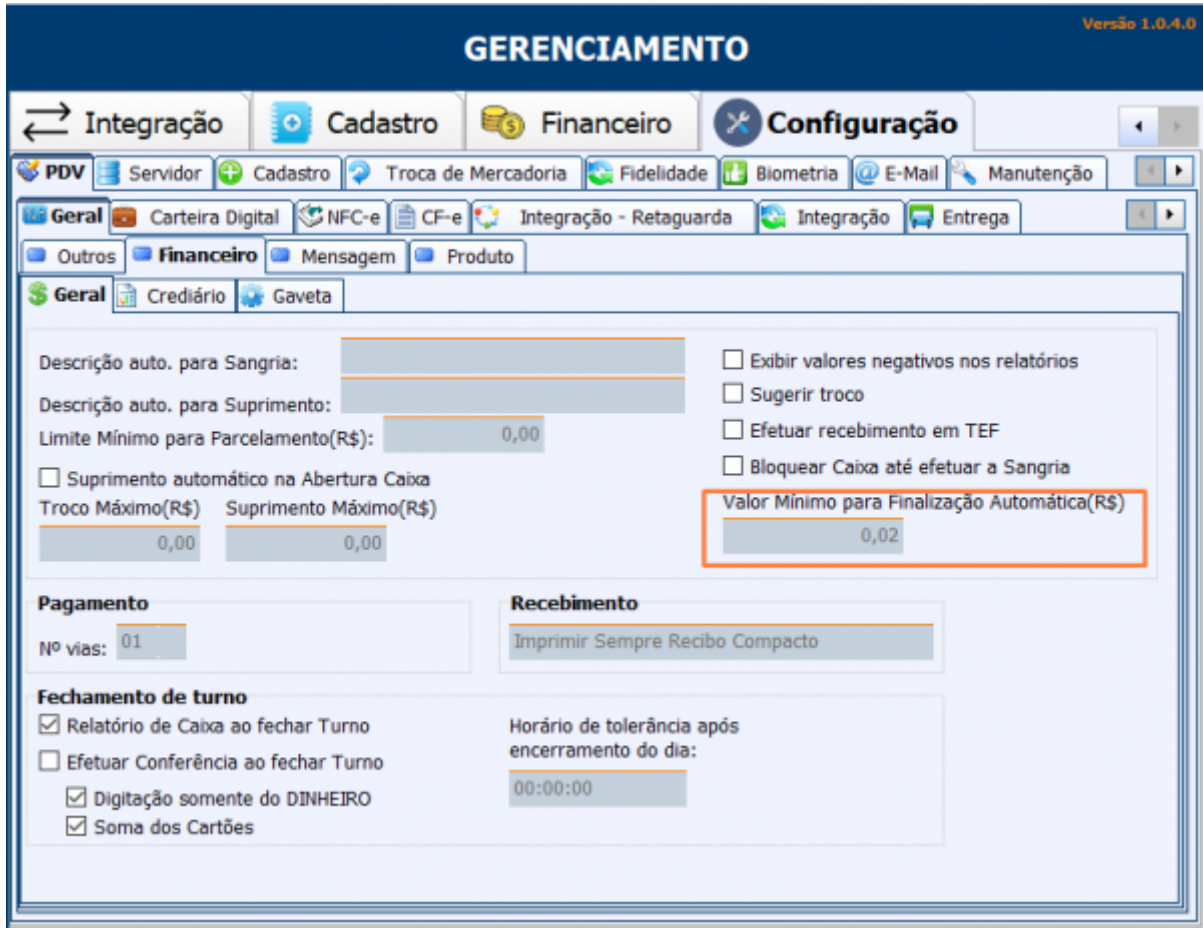 Versão 1.0.4.0
GERENCIAMENTO
Integração Cadastro Financeiro Configuração
PDV Servidor Cadastro Troca de Mercadoria Fidelidade Biometria E-Mail Manutenção
Geral Carteira Digital NFC-e CF-e Integração - Retaguarda Integração Entrega
Outros Financeiro Mensagem Produto
Geral Crediário Gaveta
Descrição auto. para Sangria:
Exibir valores negativos nos relatórios
Sugerir troco
Descrição auto. para Suprimento:
Limite Mínimo para Parcelamento(R$): 0,00
Efetuar recebimento em TEF
Bloquear Caixa até efetuar a Sangria
Suprimento automático na Abertura Caixa
Troco Máximo(R$) Suprimento Máximo(R$)
Valor Mínimo para Finalização Automática(R$)
0,00 0,00
0,02
Pagamento
Recebimento
Nº vias: 01
Imprimir Sempre Recibo Compacto
Fechamento de turno
Relatório de Caixa ao fechar Turno
Horário de tolerância após
encerramento do dia:
Efetuar Conferência ao fechar Turno
00:00:00
Digitação somente do DINHEIRO
Soma dos Cartões